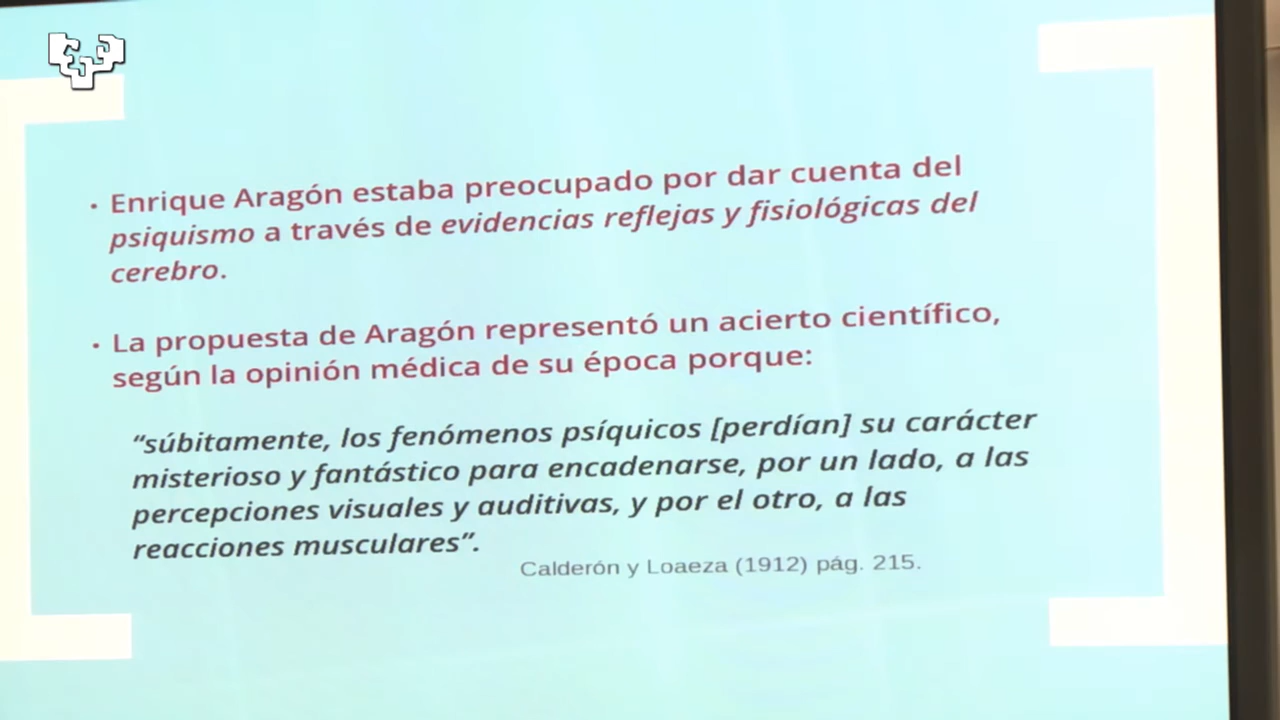 • Enrique Aragón estaba preocupado por dar cuenta del
psiquismo a través de evidencias reflejas y fisiológicas del
cerebro.
• La propuesta de Aragón representó un acierto científico,
según la opinión médica de su época porque:
“súbitamente, los fenómenos psíquicos [perdían] su carácter
misterioso y fantástico para encadenarse, por un lado, a las
percepciones visuales y auditivas, y por el otro, a las
reacciones musculares”.
Calderón y Loaeza (1912) pág. 215.